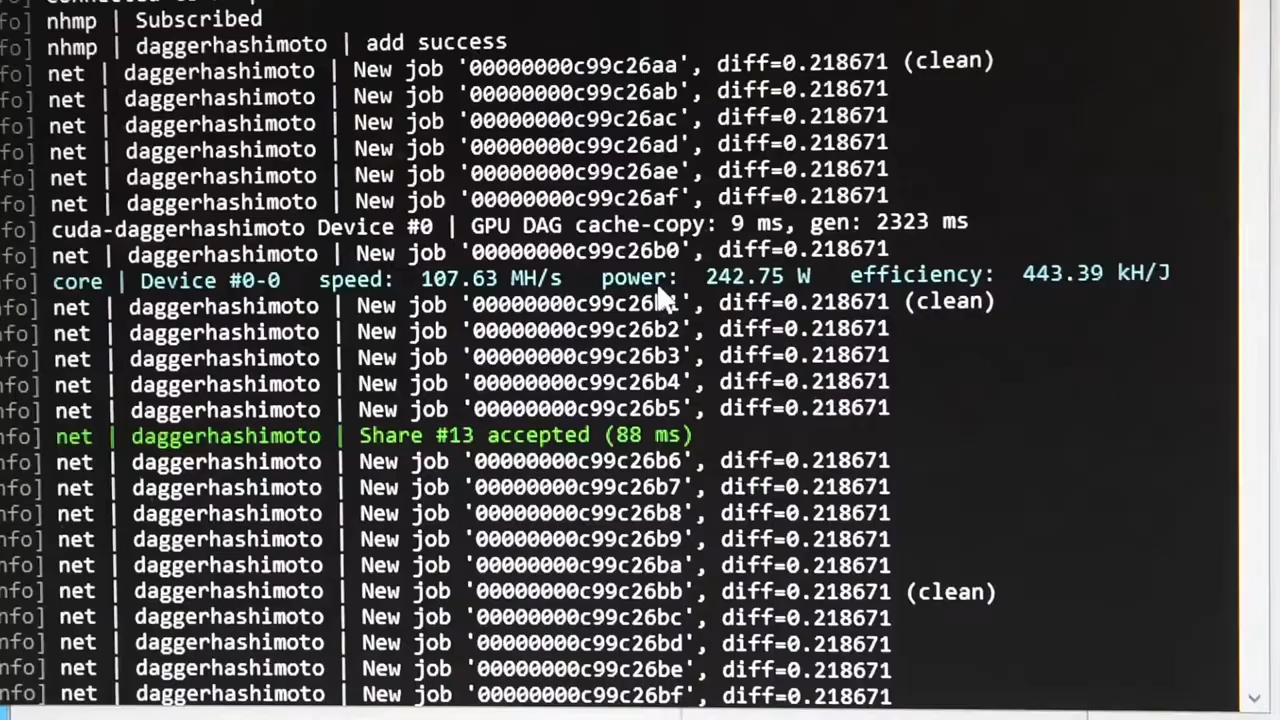 fo] nhmp | Subscribed
fo] nhmp | daggerhashimoto | add success
fo] net | daggerhashimoto | New job '00000000c99c26aa', diff=0.218671 (clean)
fo] net | daggerhashimoto | New job '00000000c99c26ab', diff=0.218671
fo] net | daggerhashimoto | New job '00000000c99c26ac', diff=0.218671
fo] net | daggerhashimoto | New job '00000000c99c26ad', diff=0.218671
fo] net | daggerhashimoto | New job '00000000c99c26ae', diff=0.218671
fo] net | daggerhashimoto | New job '00000000c99c26af', diff=0.218671
fo] cuda-daggerhashimoto Device #0 | GPU DAG cache-copy: 9 ms, gen: 2323 ms
fo] net | daggerhashimoto | New job '00000000c99c26b0', diff=0.218671
nfo] core | Device #0-0 speed: 107.63 MH/s power: 242.75 W efficiency: 443.39 kH/J
nfo] net | daggerhashimoto | New job '00000000c99c26b1', diff=0.218671 (clean)
nfo] net | daggerhashimoto | New job '00000000c99c26b2', diff=0.218671
nfo] net | daggerhashimoto | New job '00000000c99c26b3', diff=0.218671
nfo] net | daggerhashimoto | New job '00000000c99c26b4', diff=0.218671
nfo] net | daggerhashimoto | New job '00000000c99c26b5', diff=0.218671
nfo] net | daggerhashimoto | Share #13 accepted (88 ms)
nfo] net | daggerhashimoto | New job '00000000c99c26b6', diff=0.218671
nfo] net | daggerhashimoto | New job '00000000c99c26b7', diff=0.218671
nfo] net | daggerhashimoto | New job '00000000c99c26b8', diff=0.218671
nfo] net | daggerhashimoto | New job '00000000c99c26b9', diff=0.218671
nfo] net | daggerhashimoto | New job '00000000c99c26ba', diff=0.218671
nfo] net | daggerhashimoto | New job '00000000c99c26bb', diff=0.218671 (clean)
nfo] net | daggerhashimoto | New job '00000000c99c26bc', diff=0.218671
nfo] net | daggerhashimoto | New job '00000000c99c26bd', diff=0.218671
nfo] net | daggerhashimoto | New job '00000000c99c26be', diff=0.218671
nfo] net | daggerhashimoto | New job '00000000c99c26bf', diff=0.218671